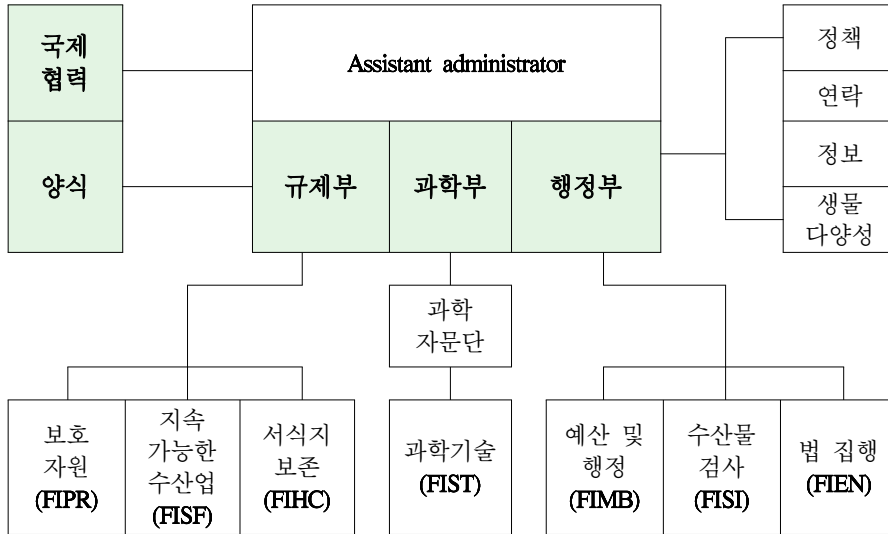 국제
협력
Assistant administrator
정책
연락
양식
규제부
과학부
행정부
정보
생물
다양성
과학
자문단
보호
자원
(FIPR)
지속
가능한
수산업
(FISF)
서식지
보존
(FIHC)
과학기술
(FIST)
예산 및
행정
(FIMB)
수산물
검사
(FISI)
법 집행
(FIEN)